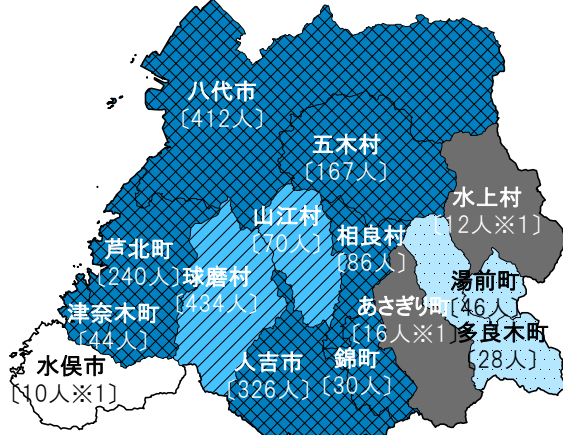 八代市
〔412人〕
五木村
〔167人〕
水上村
〔12人※1〕
山江村
〔70人〕
相良村
〔86人〕
芦北町
〔240人〕
球磨村
〔434人〕
湯前町
〔46人〕
あさぎり町
〔16人※1〕
津奈木町
〔44人〕
多良木町
〔28人〕
水俣市
〔10人※1〕
人吉市
〔326人〕
錦町
〔30人〕